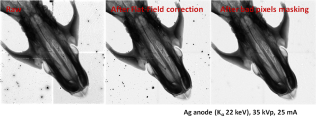 Raw
After flat field correction
After bad pixels masking
Ag anode (Kα 22 keV), 35 kVp, 25 mA